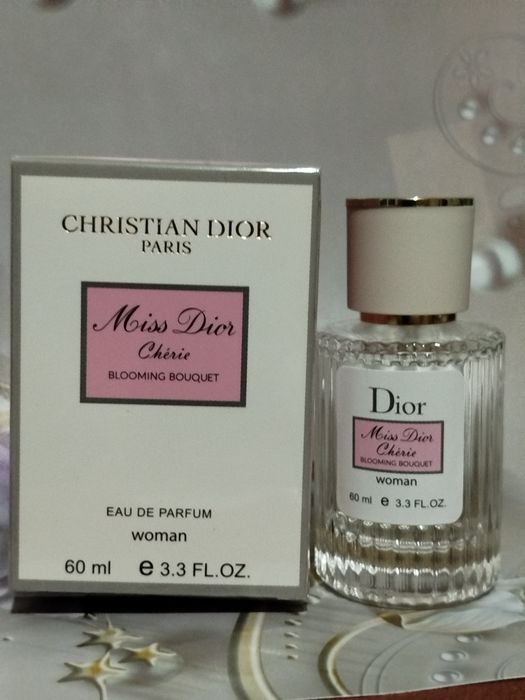 CHRISTIAN DIOR
PARIS
Miss Dior
Chérie
BLOOMING BOUQUET
EAU DE PARFUM
woman
60 ml e 3.3 FL.OZ.
Dior
Miss Dior
Chérie
BLOOMING BOUQUET
woman
60 ml e 3.3 FL.OZ.